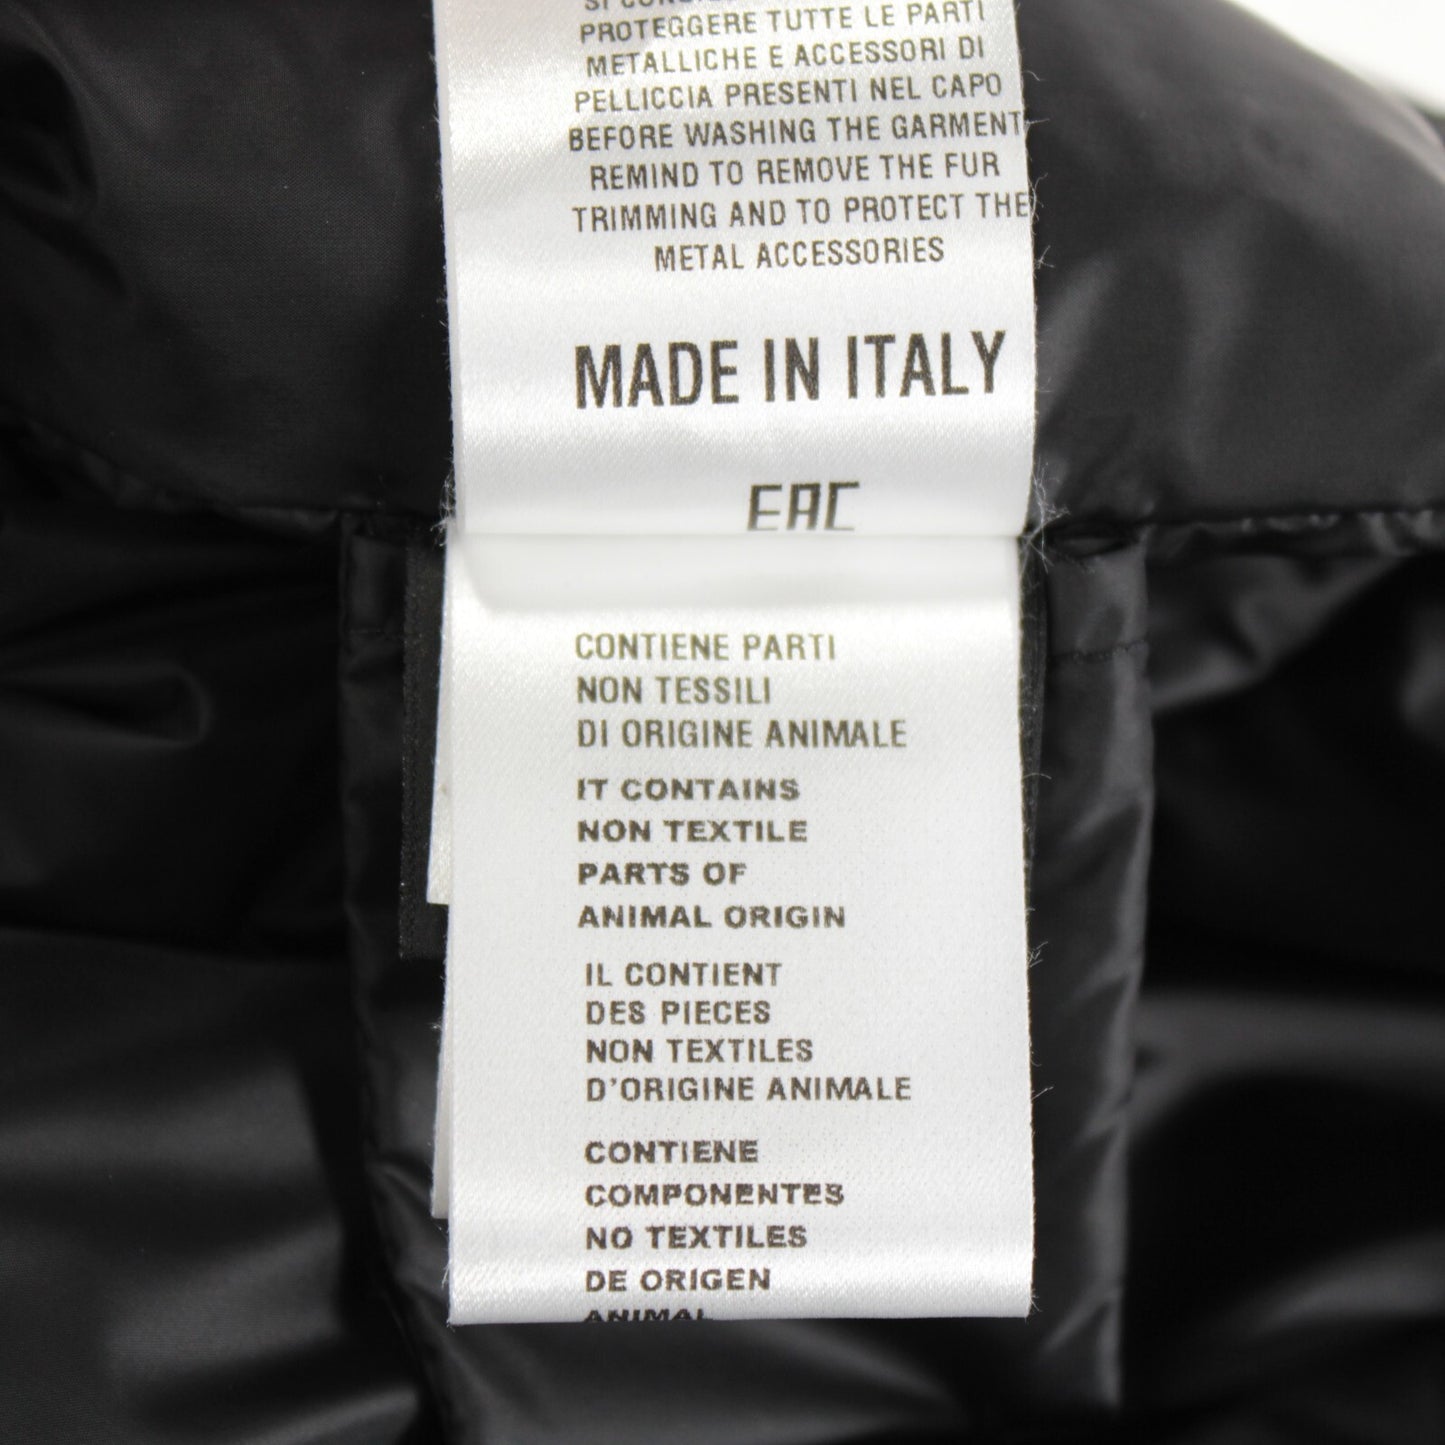 PROTEGGERE TUTTE LE PARTI
METALLICHE E ACCESSORI DI
PELLICCIA PRESENTI NEL CAPO
BEFORE WASHING THE GARMENT
REMIND TO REMOVE THE FUR
TRIMMING AND TO PROTECT THE
METAL ACCESSORIES
MADE IN ITALY
EAC
CONTIENE PARTI
NON TESSILI
DI ORIGINE ANIMALE
IT CONTAINS
NON TEXTILE
PARTS OF
ANIMAL ORIGIN
IL CONTIENT
DES PIECES
NON TEXTILES
D'ORIGINE ANIMALE
CONTIENE
COMPONENTES
NO TEXTILES
DE ORIGEN
ANIMAL